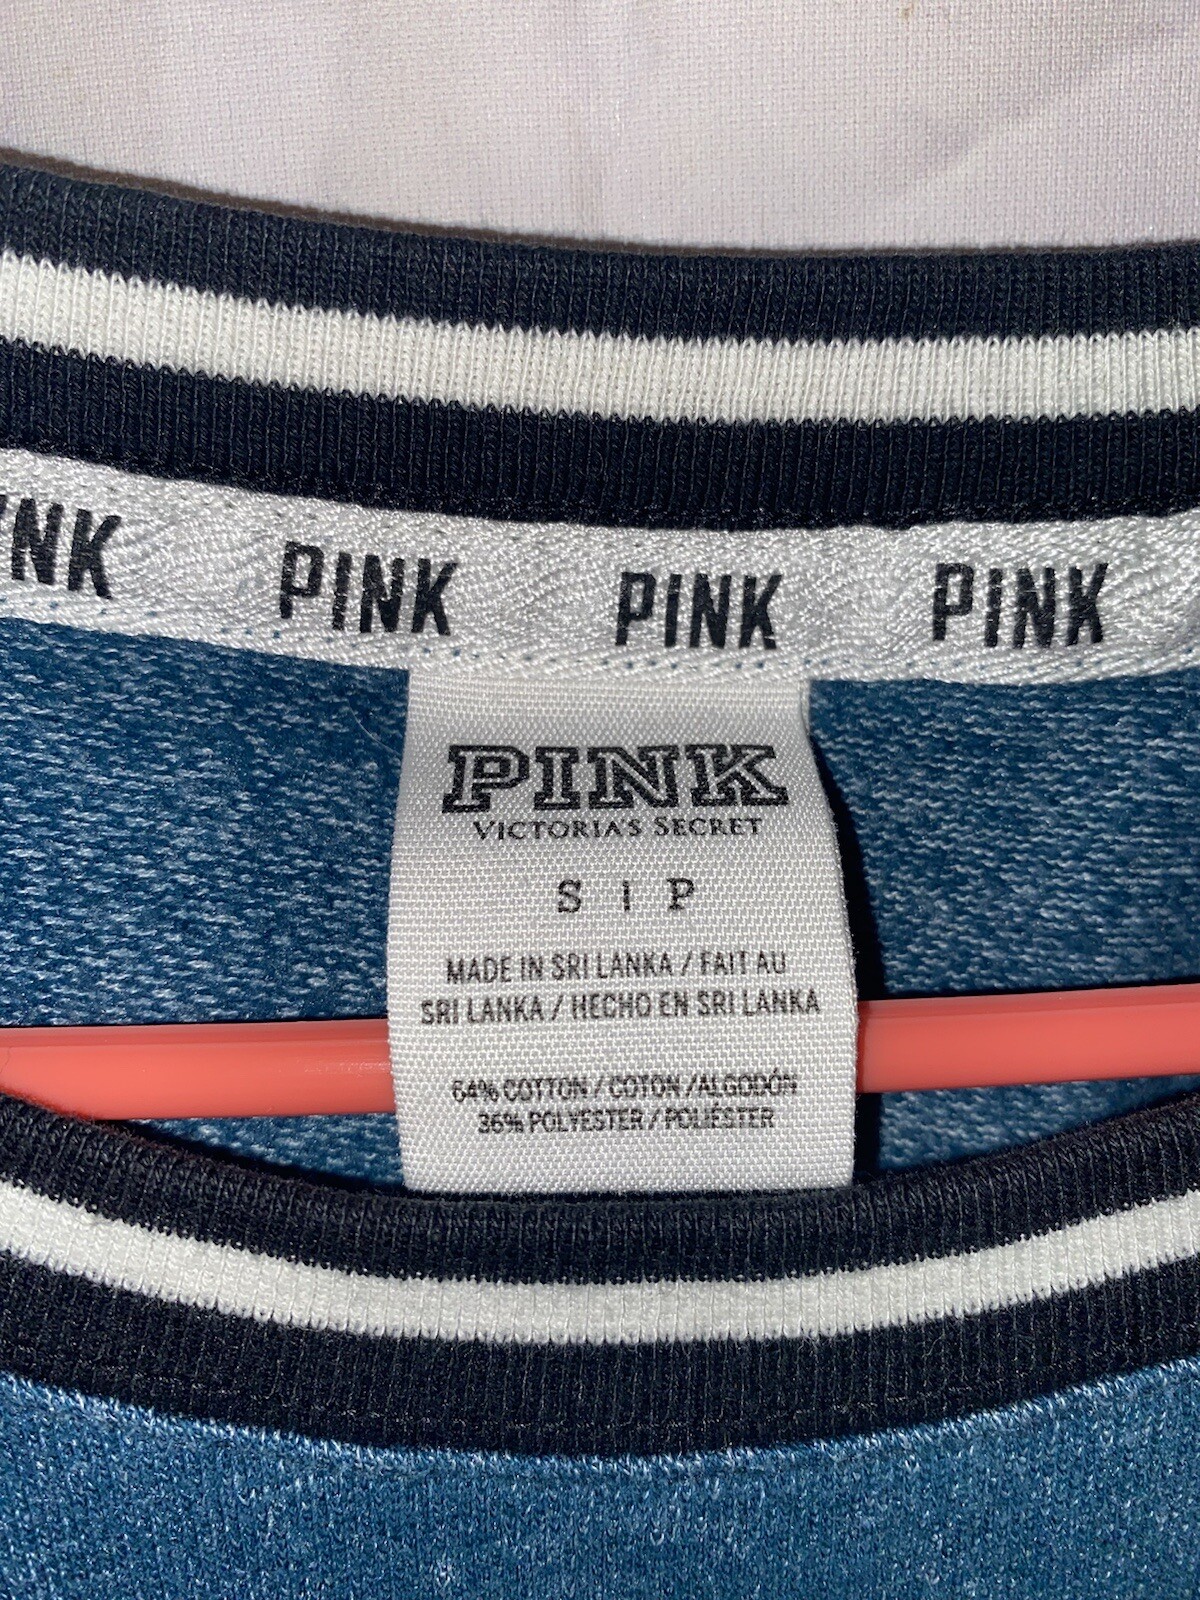 PINK PINK PINK
PINK
VICTORIA'S SECRET
S | P
MADE IN SRI LANKA / FAIT AU
SRI LANKA / HECHO EN SRI LANKA
64% COTTON / COTON / ALGODÓN
36% POLYESTER / POLIÉSTER